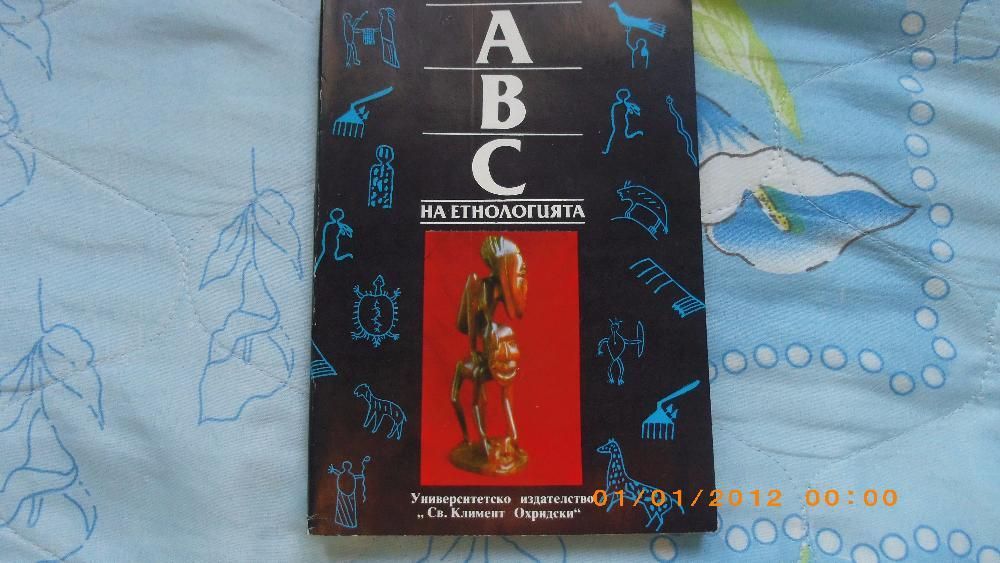 A
B
C
НА ЕТНОЛОГИЯТА
Университетско издателство
„ Св. Климент Охридски“
01/01/2012 00:00